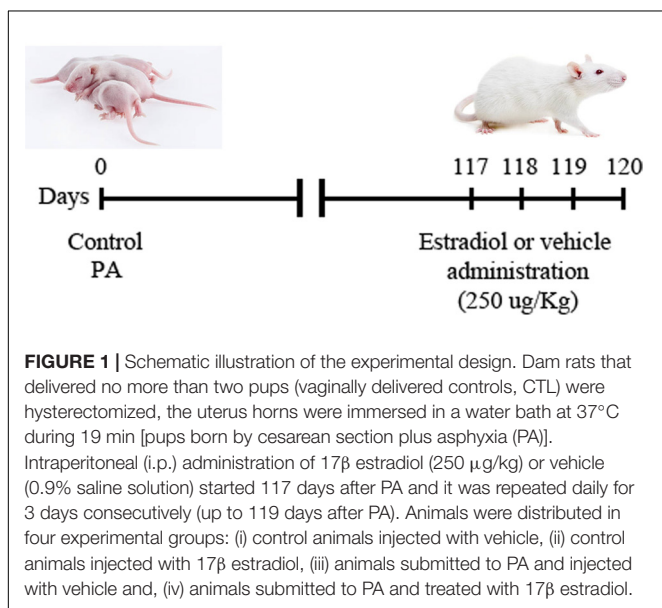 0 117 118 119 120
Days
Control Estradiol or vehicle
PA administration
(250 ug/Kg)
FIGURE 1 | Schematic illustration of the experimental design. Dam rats that
delivered no more than two pups (vaginally delivered controls, CTL) were
hysterectomized, the uterus horns were immersed in a water bath at 37°C
during 19 min [pups born by cesarean section plus asphyxia (PA)].
Intraperitoneal (i.p.) administration of 17β estradiol (250 μg/kg) or vehicle
(0.9% saline solution) started 117 days after PA and it was repeated daily for
3 days consecutively (up to 119 days after PA). Animals were distributed in
four experimental groups: (i) control animals injected with vehicle, (ii) control
animals injected with 17β estradiol, (iii) animals submitted to PA and injected
with vehicle and, (iv) animals submitted to PA and treated with 17β estradiol.